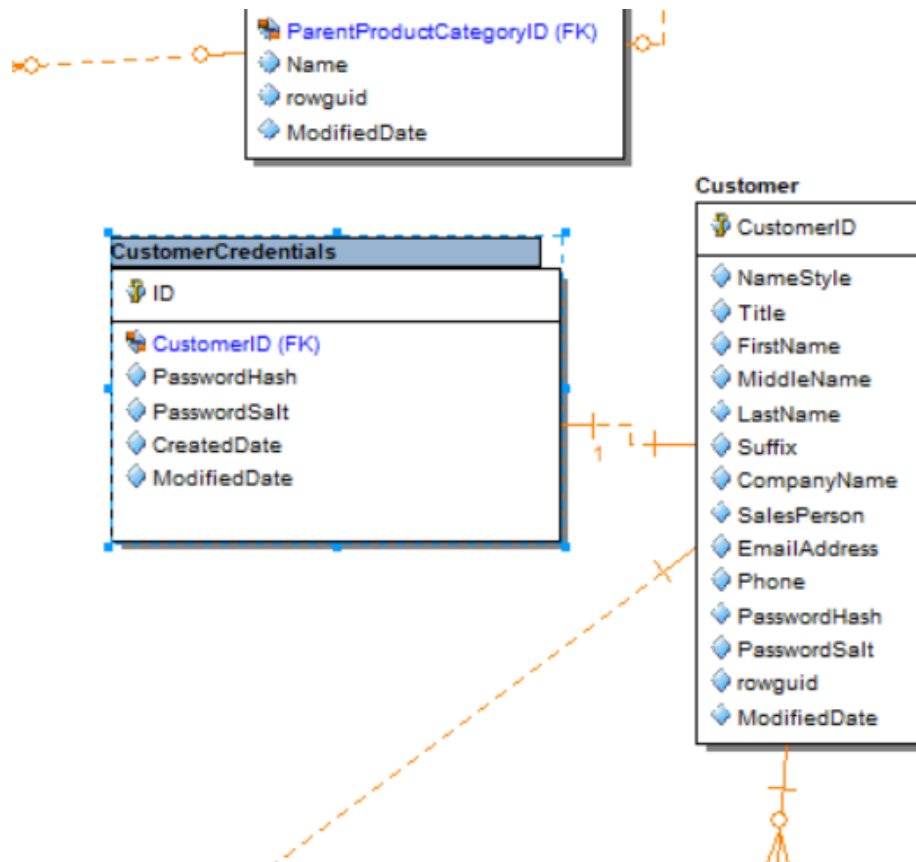 ParentProductCategoryID (FK)
Name
rowguid
ModifiedDate
CustomerCredentials
ID
CustomerID (FK)
PasswordHash
PasswordSalt
CreatedDate
ModifiedDate
1
Customer
CustomerID
NameStyle
Title
FirstName
MiddleName
LastName
Suffix
CompanyName
SalesPerson
EmailAddress
Phone
PasswordHash
PasswordSalt
rowguid
ModifiedDate